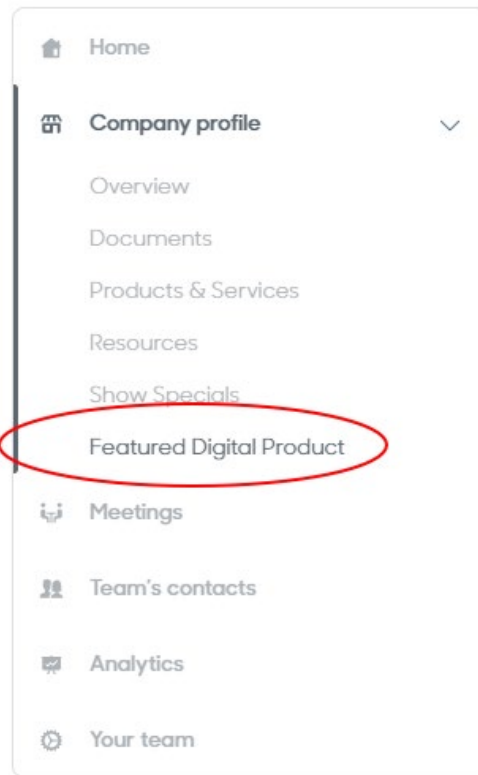 Home
Company profile
Overview
Documents
Products & Services
Resources
Show Specials
Featured Digital Product
Meetings
Team's contacts
Analytics
Your team